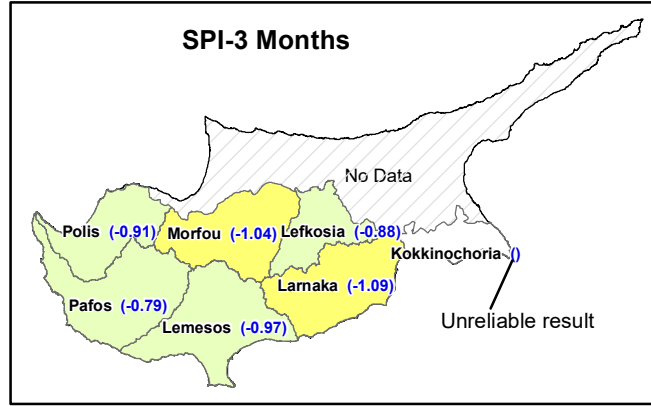 SPI-3 Months
No Data
Polis (-0.91)
Morfou (-1.04)
Lefkosia (-0.88)
Kokkinochoria ()
Larnaka (-1.09)
Pafos (-0.79)
Lemesos (-0.97)
Unreliable result